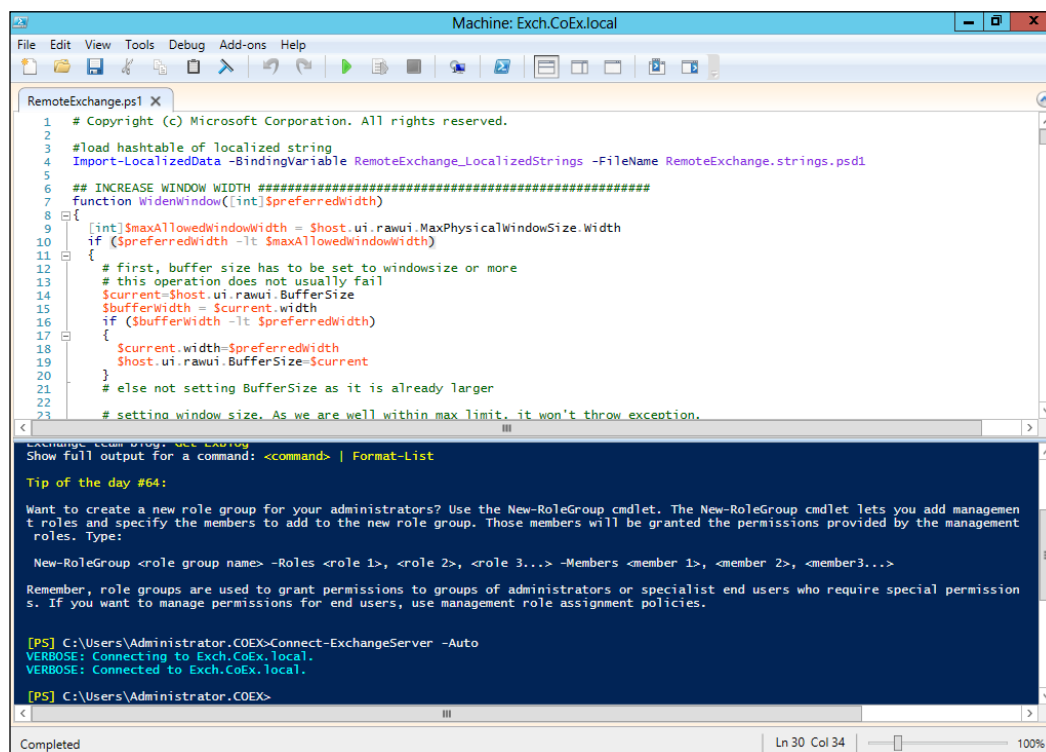 Machine: Exch.CoEx.local
File Edit View Tools Debug Add-ons Help
RemoteExchange.ps1 X
1 # Copyright (c) Microsoft Corporation. All rights reserved.
2
3 #load hashtable of localized string
4 Import-LocalizedData -BindingVariable RemoteExchange_LocalizedStrings -FileName RemoteExchange.strings.psd1
5
6 ## INCREASE WINDOW WIDTH #####################################################
7 function WidenWindow([int]$preferredWidth)
8 {
9 [int]$maxAllowedWindowWidth = $host.ui.rawui.MaxPhysicalWindowSize.Width
10 if ($preferredWidth -lt $maxAllowedWindowWidth)
11 {
12 # first, buffer size has to be set to windowsize or more
13 # this operation does not usually fail
14 $current=$host.ui.rawui.BufferSize
15 $bufferWidth = $current.width
16 if ($bufferWidth -lt $preferredWidth)
17 {
18 $current.width=$preferredWidth
19 $host.ui.rawui.BufferSize=$current
20 }
21 # else not setting BufferSize as it is already larger
22
23 # setting window size. As we are well within max limit, it won't throw exception.
Exchange team blog: Get-ExBlog
Show full output for a command: <command> | Format-List
Tip of the day #64:
Want to create a new role group for your administrators? Use the New-RoleGroup cmdlet. The New-RoleGroup cmdlet lets you add managemen
t roles and specify the members to add to the new role group. Those members will be granted the permissions provided by the management
roles. Type:
New-RoleGroup <role group name> -Roles <role 1>, <role 2>, <role 3...> -Members <member 1>, <member 2>, <member3...>
Remember, role groups are used to grant permissions to groups of administrators or specialist end users who require special permission
s. If you want to manage permissions for end users, use management role assignment policies.
[PS] C:\Users\Administrator.COEX>Connect-ExchangeServer -Auto
VERBOSE: Connecting to Exch.CoEx.local.
VERBOSE: Connected to Exch.CoEx.local.
[PS] C:\Users\Administrator.COEX>
Completed
Ln 30 Col 34
100%